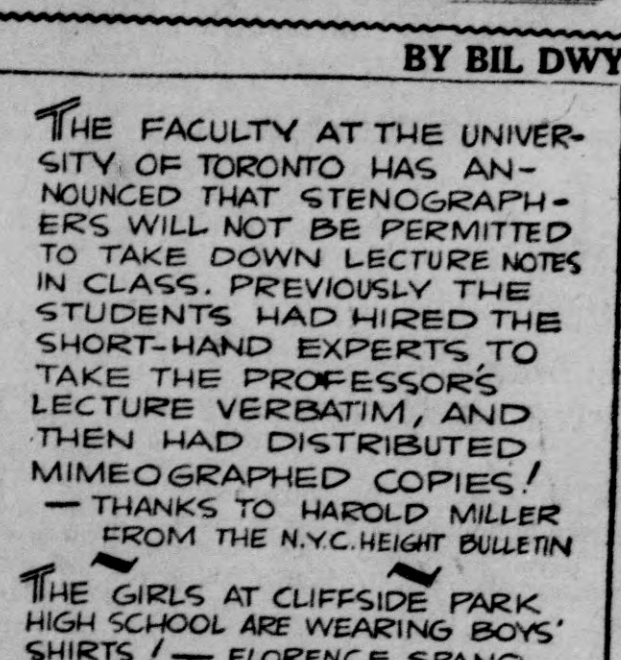 BY BIL DWY
THE FACULTY AT THE UNIVER-
SITY OF TORONTO HAS AN-
NOUNCED THAT STENOGRAPH-
ERS WILL NOT BE PERMITTED
TO TAKE DOWN LECTURE NOTES
IN CLASS. PREVIOUSLY THE
STUDENTS HAD HIRED THE
SHORT-HAND EXPERTS TO
TAKE THE PROFESSOR'S
LECTURE VERBATIM, AND
THEN HAD DISTRIBUTED
MIMEOGRAPHED COPIES!
— THANKS TO HAROLD MILLER
FROM THE N.Y.C. HEIGHT BULLETIN
THE GIRLS AT CLIFFSIDE PARK
HIGH SCHOOL ARE WEARING BOYS'
SHIRTS! — FLORENCE SPANO